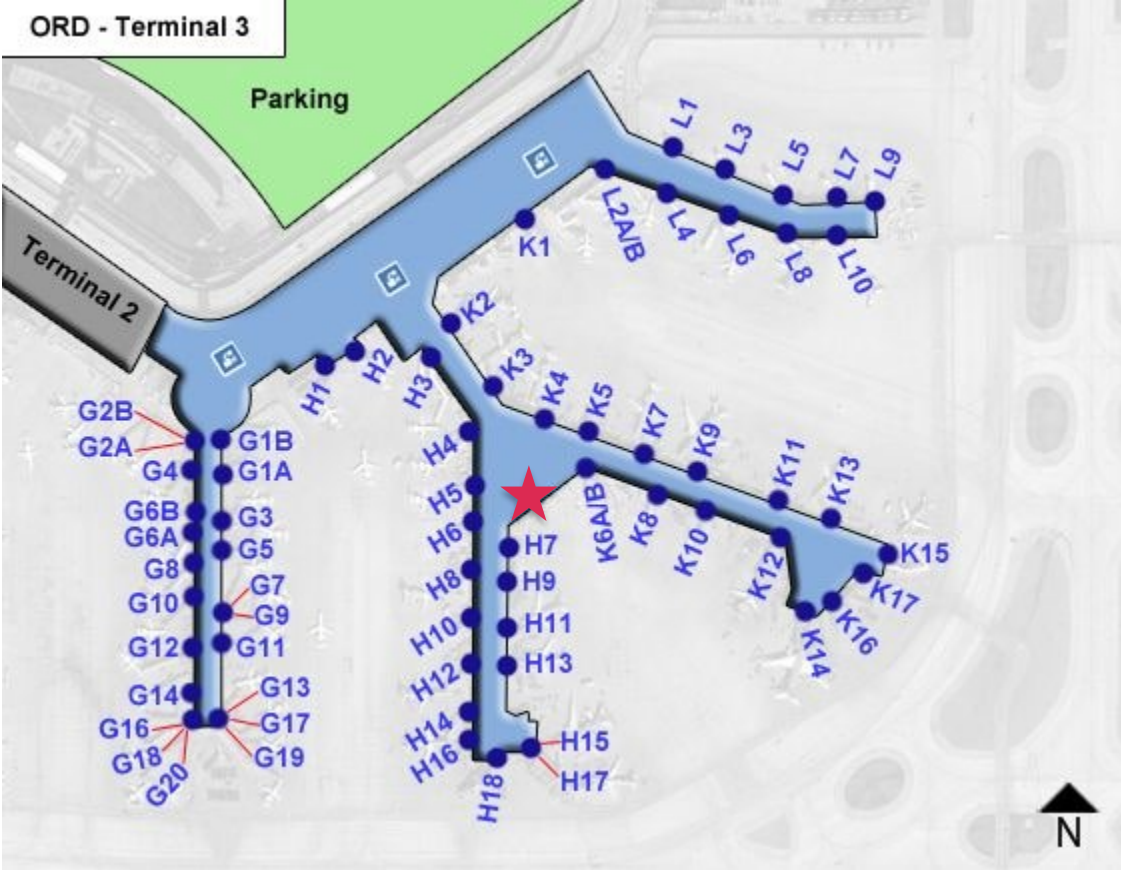 ORD - Terminal 3
Parking
Terminal 2
L1
L3
L5
L7
L9
L2A/B
L4
L6
L8
L10
K1
K2
K3
K4
K5
K7
K9
K11
K13
K15
K17
K16
K14
K12
K10
K8
K6A/B
H1
H2
H3
H4
H5
H6
H8
H10
H12
H14
H16
H18
H7
H9
H11
H13
H15
H17
G2B
G2A
G4
G6B
G6A
G8
G10
G12
G14
G16
G18
G20
G1B
G1A
G3
G5
G7
G9
G11
G13
G17
G19
N